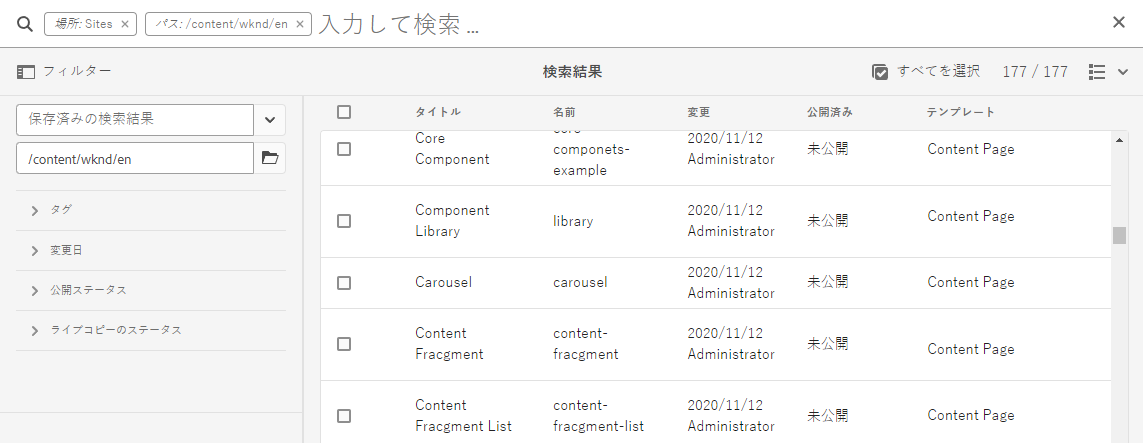 場所: Sites ×
パス: /content/wknd/en ×
入力して検索 ...
フィルター
検索結果
すべてを選択
177 / 177
保存済みの検索結果
/content/wknd/en
タグ
変更日
公開ステータス
ライブコピーのステータス
タイトル 名前 変更 公開済み テンプレート
Core
Component
core-
componets-
example
2020/11/12
Administrator
未公開
Content Page
Component
Library
library
2020/11/12
Administrator
未公開
Content Page
Carousel
carousel
2020/11/12
Administrator
未公開
Content Page
Content
Fracgment
content-
fracgment
2020/11/12
Administrator
未公開
Content Page
Content
Fragment List
content-
fracgment-list
2020/11/12
Administrator
未公開
Content Page